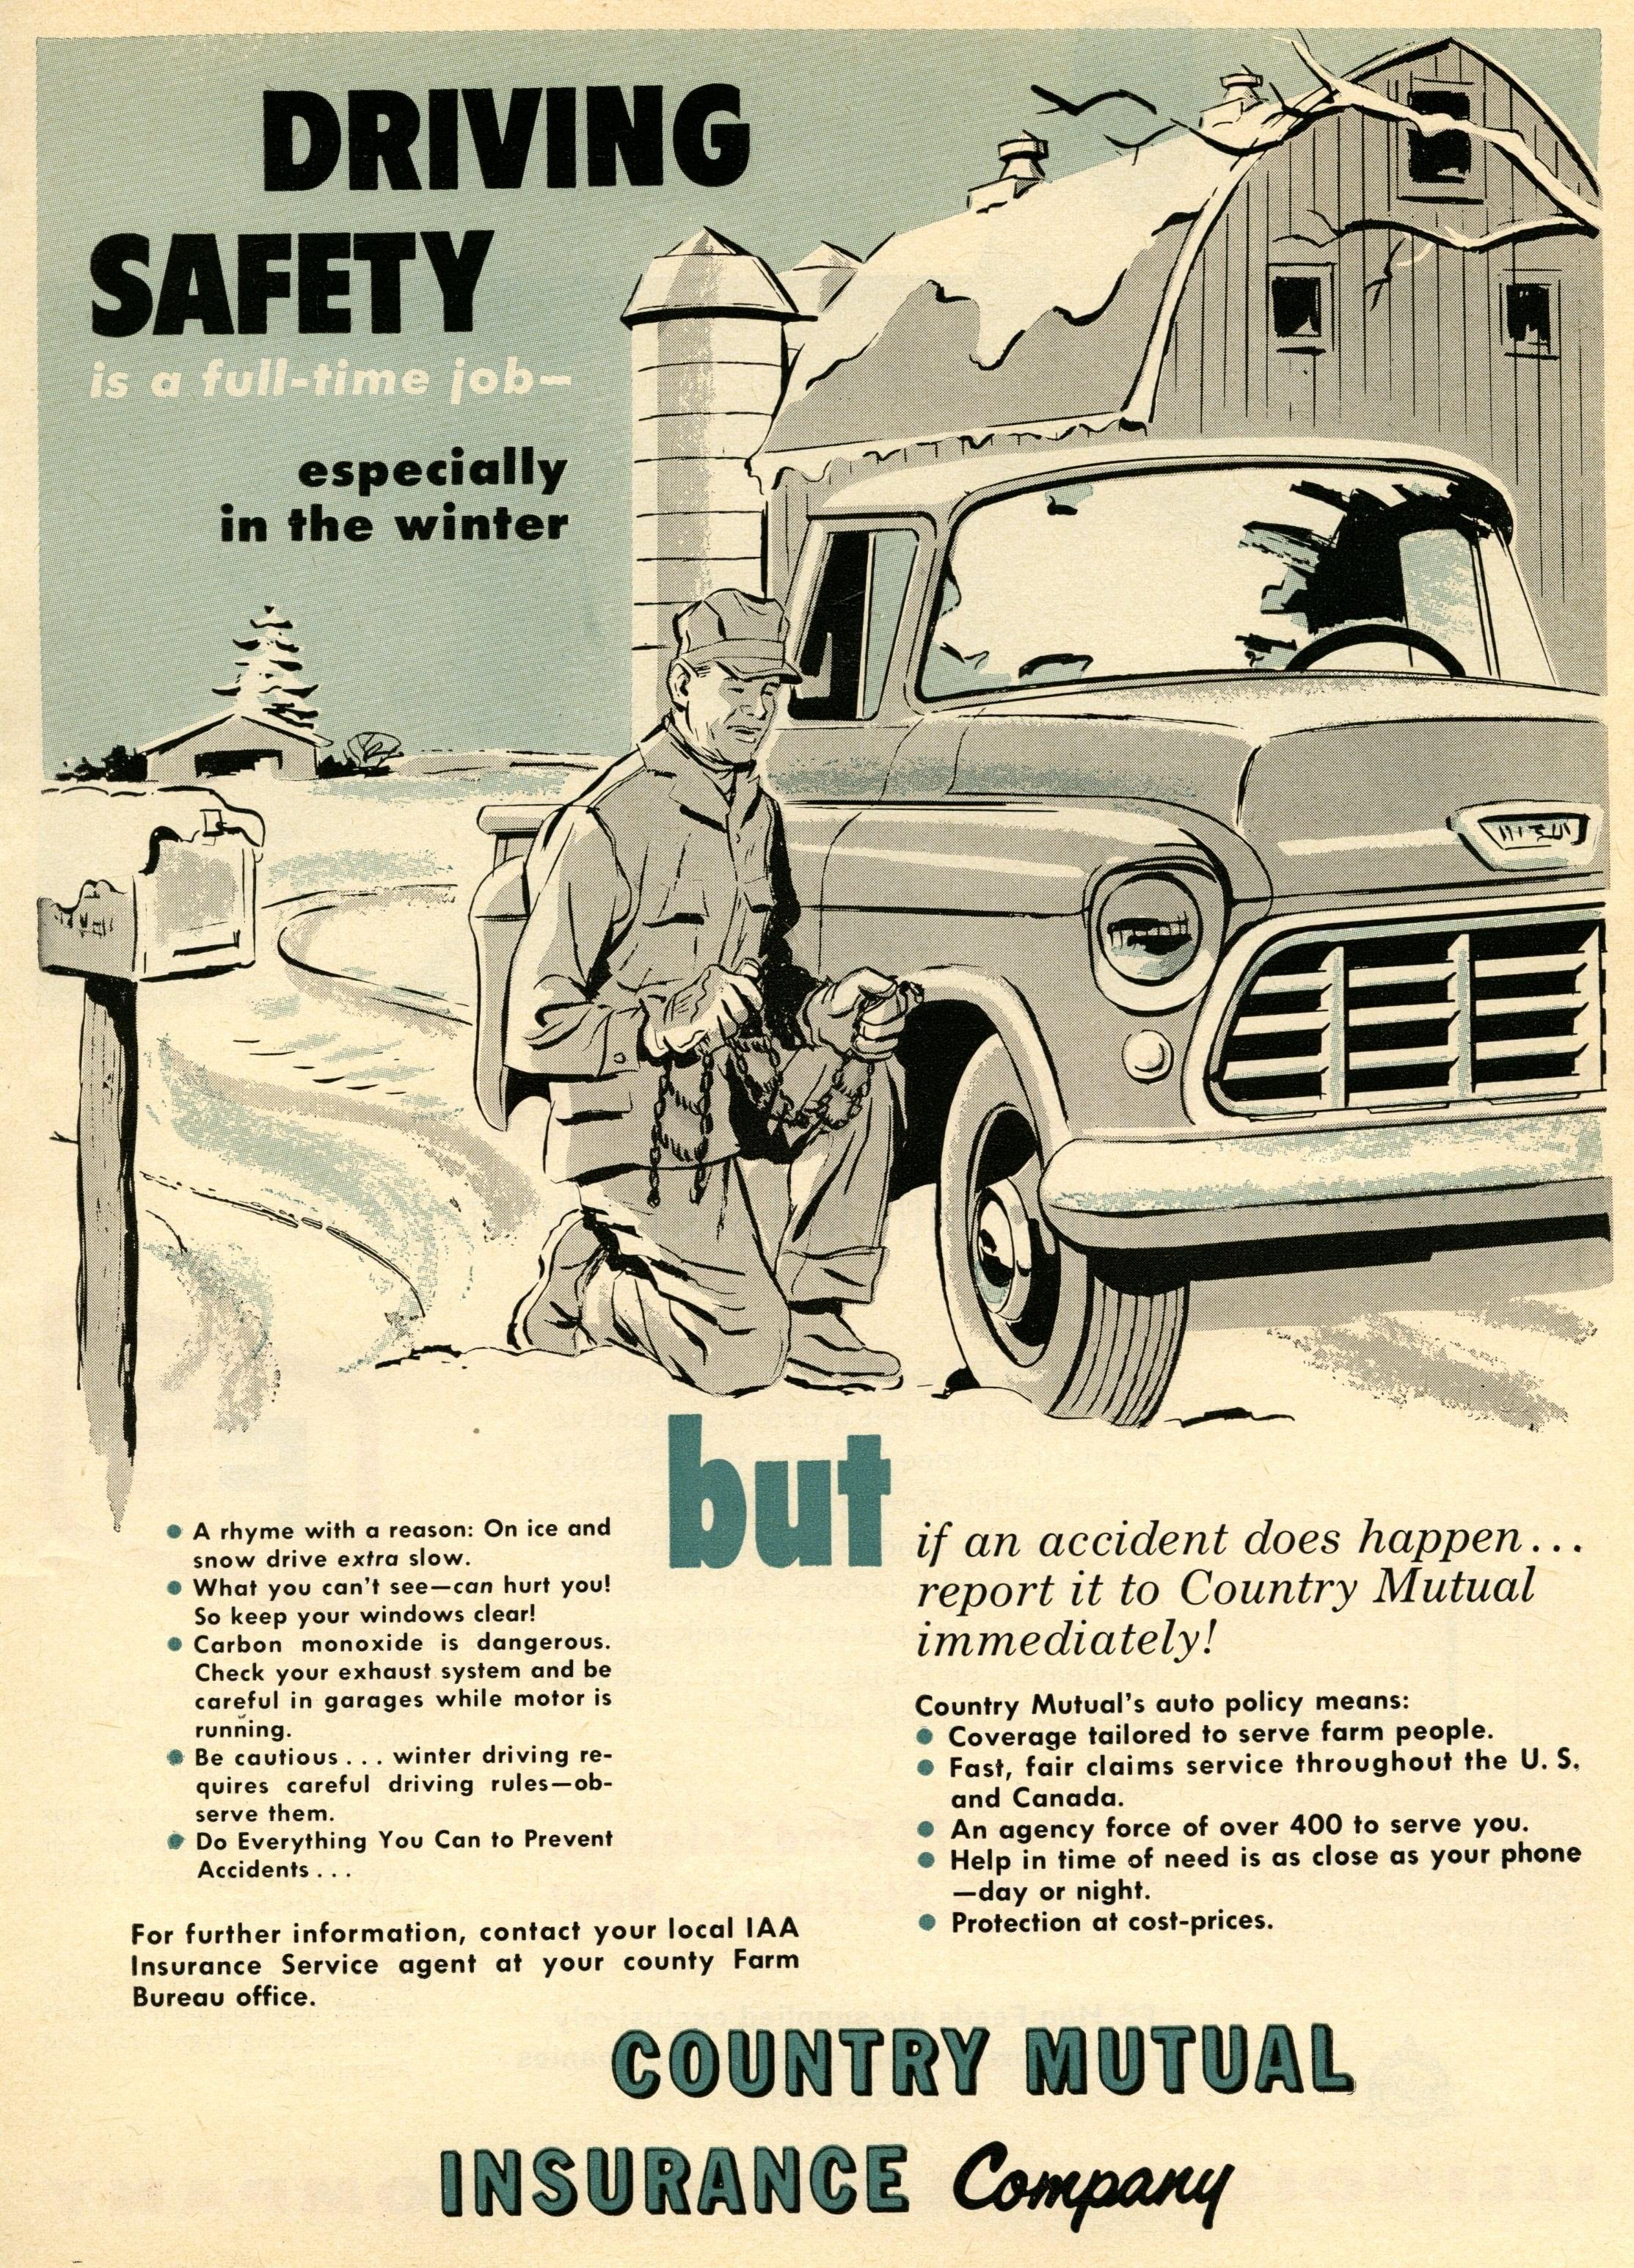 DRIVING
SAFETY
is a full-time job—
especially
in the winter
but
● A rhyme with a reason: On ice and
snow drive extra slow.
● What you can't see—can hurt you!
So keep your windows clear!
● Carbon monoxide is dangerous.
Check your exhaust system and be
careful in garages while motor is
running.
● Be cautious . . . winter driving re-
quires careful driving rules—ob-
serve them.
● Do Everything You Can to Prevent
Accidents . . .
For further information, contact your local IAA
Insurance Service agent at your county Farm
Bureau office.
if an accident does happen...
report it to Country Mutual
immediately!
Country Mutual's auto policy means:
● Coverage tailored to serve farm people.
● Fast, fair claims service throughout the U. S.
and Canada.
● An agency force of over 400 to serve you.
● Help in time of need is as close as your phone
—day or night.
● Protection at cost-prices.
COUNTRY MUTUAL
INSURANCE Company